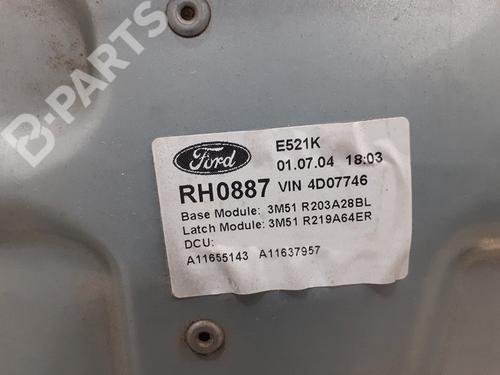 B-PARTS
Ford
E521K
01.07.04 18:03
RH0887 VIN 4D07746
Base Module: 3M51 R203A28BL
Latch Module: 3M51 R219A64ER
DCU:
A11655143 A11637957